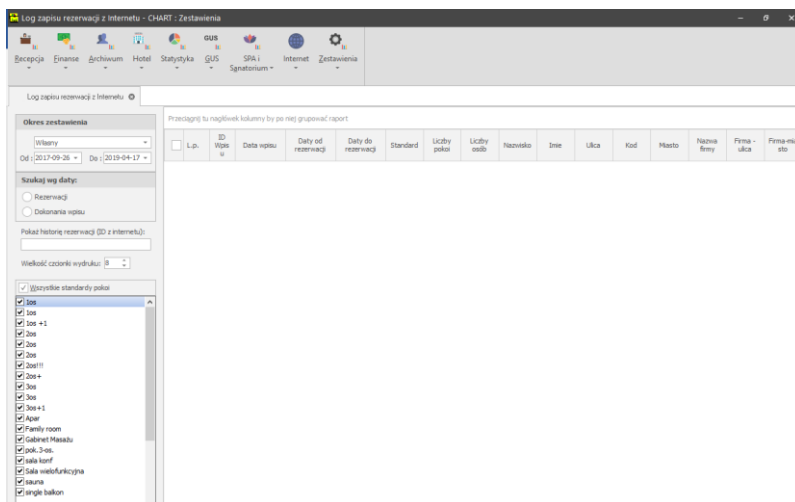 Log zapisu rezerwacji z Internetu - CHART : Zestawienia
Recepcja Finanse Archiwum Hotel Statystyka GUS SPA i Sanatorium Internet Zestawienia
GUS
Log zapisu rezerwacji z Internetu
Okres zestawienia
Własny
Od : 2017-09-26 Do : 2019-04-17
Szukaj wg daty:
Rezerwacji
Dokonania wpisu
Pokaż historię rezerwacji (ID z internetu):
Wielkość czcionki wydruku: 8
Wszystkie standardy pokoi
1os
1os
1os +1
2os
2os
2os
2os!!!
2os+
3os
3os
3os+1
Apar
Family room
Gabinet Masażu
pok.3-os.
sala konf
Sala wielofunkcyjna
sauna
single balkon
Przeciągnij tu nagłówek kolumny by po niej grupować raport
L.p. ID Wpisu Data wpisu Daty od rezerwacji Daty do rezerwacji Standard Liczby pokoi Liczby osób Nazwisko Imie Ulica Kod Miasto Nazwa firmy Firma - ulica Firma-miasto